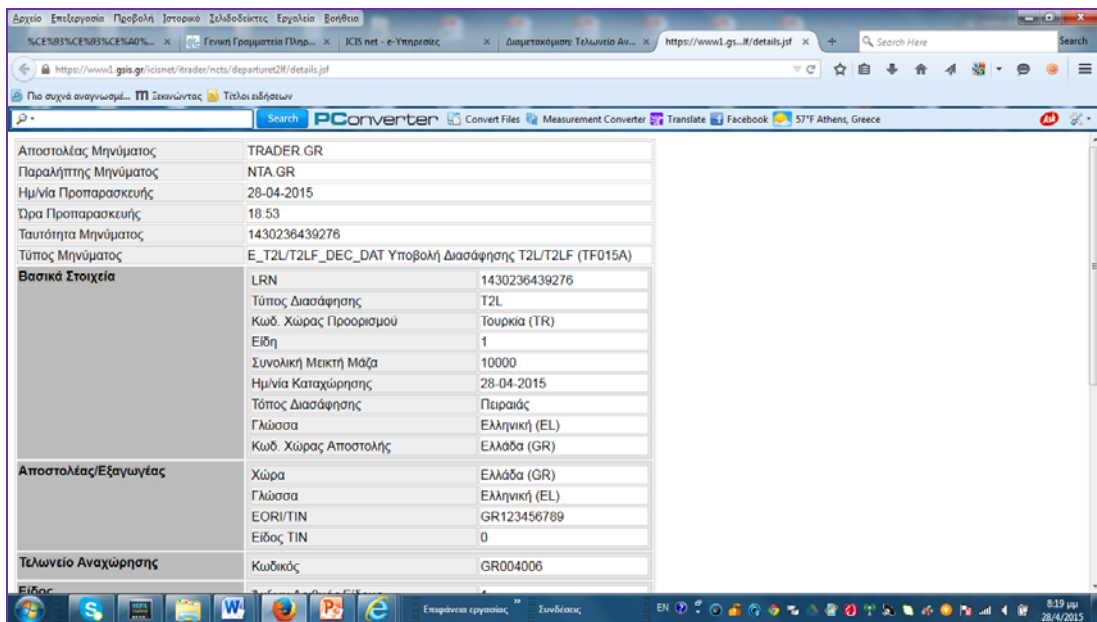 Αρχείο Επεξεργασία Προβολή Ιστορικό Σελιδοδείκτες Εργαλεία Βοήθεια
%CE%93%CE%93%CE%A0%... Γενική Γραμματεία Πληρ... ICIS net - e-Υπηρεσίες Διαμετακόμιση: Τελωνείο Αν... https://www1.gs...lf/details.jsf Search Here Search
https://www1.gsis.gr/icisnet/itrader/ncts/departuret2lf/details.jsf
Πιο συχνά αναγνωσμέ... Ξεκινώντας Τίτλοι ειδήσεων
Search PConverter Convert Files Measurement Converter Translate Facebook 57°F Athens, Greece
Αποστολέας Μηνύματος TRADER.GR
Παραλήπτης Μηνύματος NTA.GR
Ημ/νία Προπαρασκευής 28-04-2015
Ώρα Προπαρασκευής 18:53
Ταυτότητα Μηνύματος 1430236439276
Τύπος Μηνύματος E_T2L/T2LF_DEC_DAT Υποβολή Διασάφησης T2L/T2LF (TF015A)
Βασικά Στοιχεία LRN 1430236439276
Τύπος Διασάφησης T2L
Κωδ. Χώρας Προορισμού Τουρκία (TR)
Είδη 1
Συνολική Μεικτή Μάζα 10000
Ημ/νία Καταχώρησης 28-04-2015
Τόπος Διασάφησης Πειραιάς
Γλώσσα Ελληνική (EL)
Κωδ. Χώρας Αποστολής Ελλάδα (GR)
Αποστολέας/Εξαγωγέας Χώρα Ελλάδα (GR)
Γλώσσα Ελληνική (EL)
EORI/TIN GR123456789
Είδος TIN 0
Τελωνείο Αναχώρησης Κωδικός GR004006
Είδος
Επιφάνεια εργασίας Συνδέσεις EN 8:19 μμ
28/4/2015